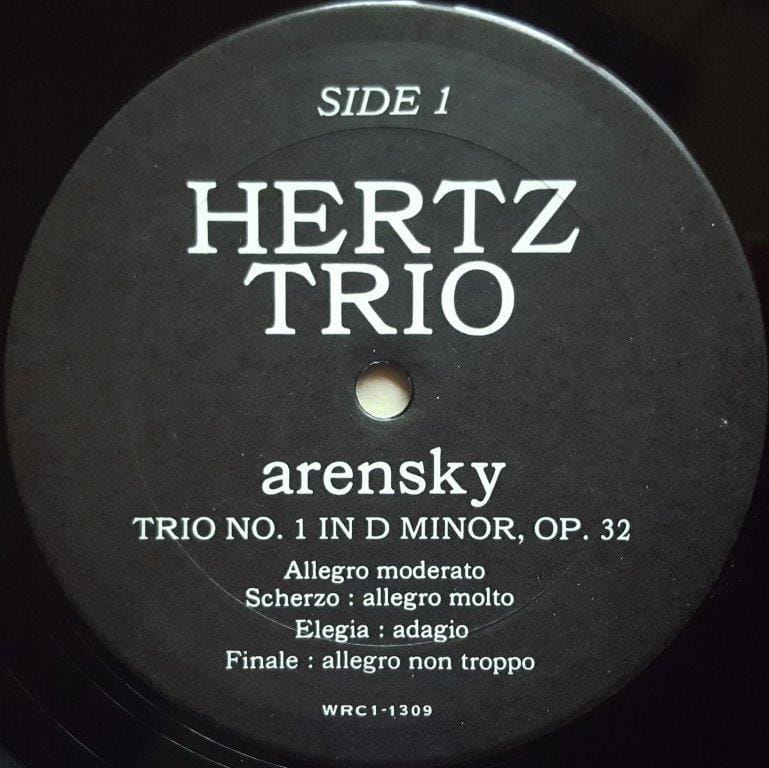 SIDE 1
HERTZ
TRIO
arensky
TRIO NO. 1 IN D MINOR, OP. 32
Allegro moderato
Scherzo : allegro molto
Elegia : adagio
Finale : allegro non troppo
WRC1-1309